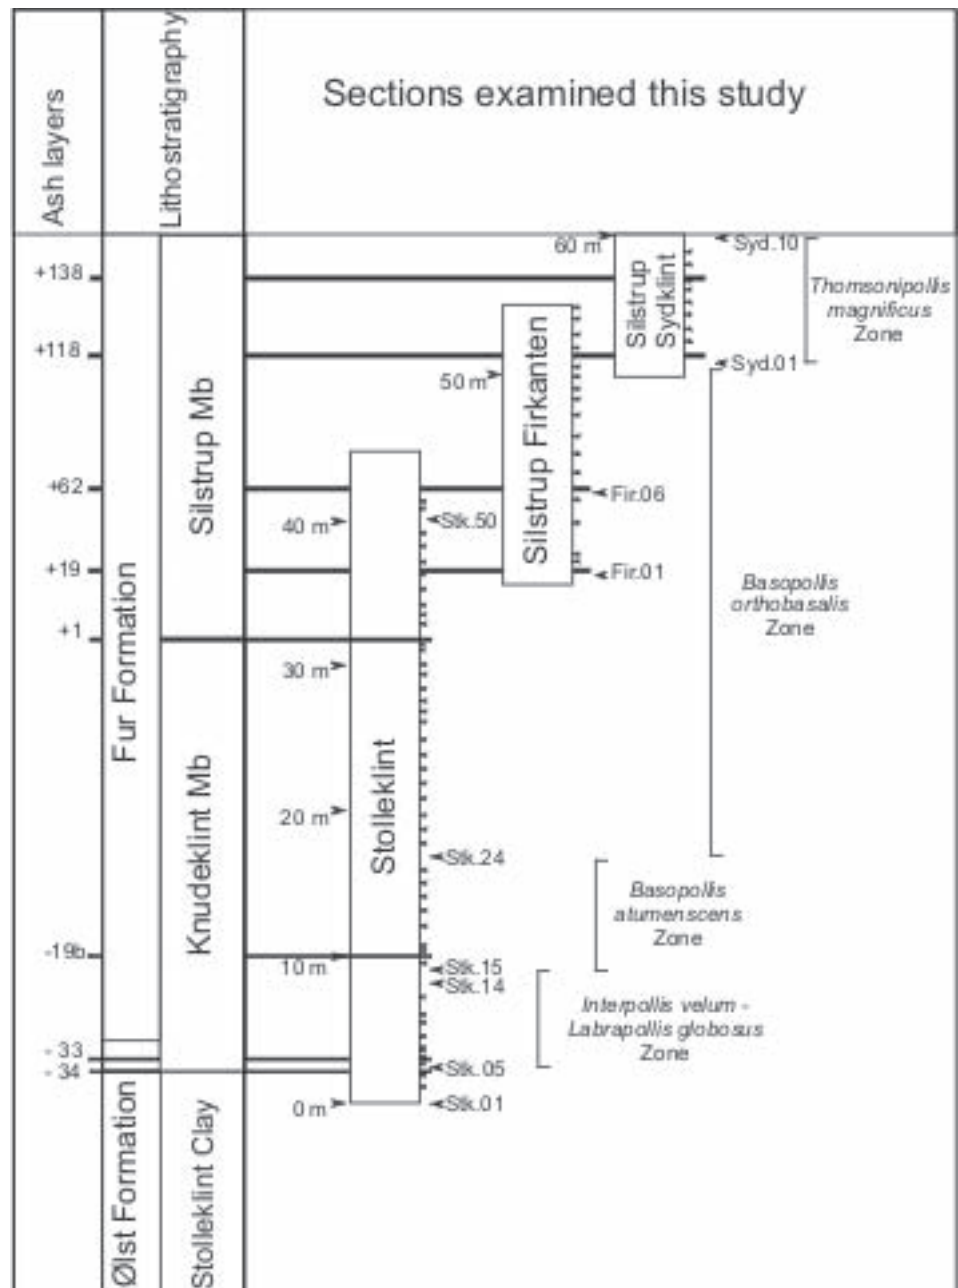 Ash layers
Lithostratigraphy
Sections examined this study
+138
+118
+62
+19
+1
-19b
- 33
- 34
Fur Formation
Ølst Formation
Silstrup Mb
Knudeklint Mb
Stolleklint Clay
60 m
50 m
40 m
30 m
20 m
10 m
0 m
Stolleklint
Silstrup Firkanten
Silstrup
Sydklint
Syd.10
Syd.01
Fir.06
Fir.01
Stk.50
Stk.24
Stk.15
Stk.14
Stk.05
Stk.01
Thomsonipollis
magnificus
Zone
Basopollis
orthobasalis
Zone
Basopollis
atumenscens
Zone
Interpollis velum -
Labrapollis globosus
Zone